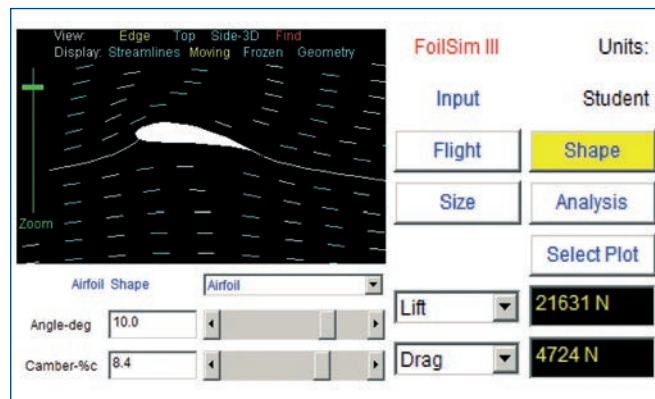 View: Edge Top Side-3D Find
Display: Streamlines Moving Frozen Geometry
Zoom
FoilSim III Units:
Input Student
Flight Shape
Size Analysis
Select Plot
Airfoil Shape Airfoil
Angle-deg 10.0
Camber-%c 8.4
Lift 21631 N
Drag 4724 N